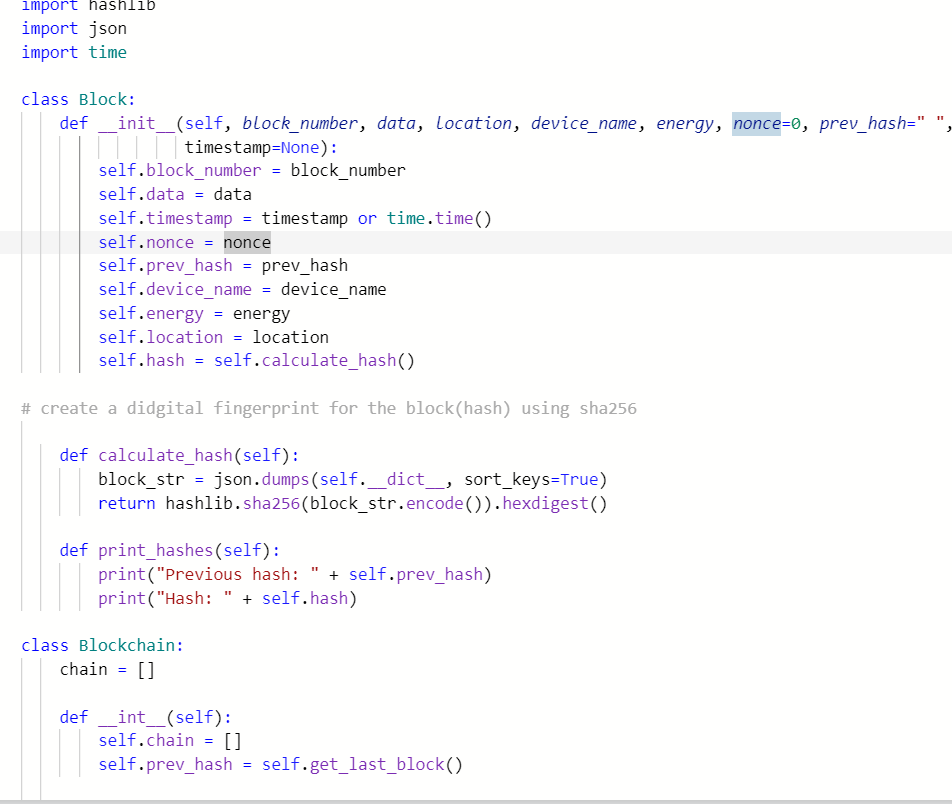 import hashlib
import json
import time
class Block:
def __init__(self, block_number, data, location, device_name, energy, nonce=0, prev_hash=" ",
timestamp=None):
self.block_number = block_number
self.data = data
self.timestamp = timestamp or time.time()
self.nonce = nonce
self.prev_hash = prev_hash
self.device_name = device_name
self.energy = energy
self.location = location
self.hash = self.calculate_hash()
# create a didgital fingerprint for the block(hash) using sha256
def calculate_hash(self):
block_str = json.dumps(self.__dict__, sort_keys=True)
return hashlib.sha256(block_str.encode()).hexdigest()
def print_hashes(self):
print("Previous hash: " + self.prev_hash)
print("Hash: " + self.hash)
class Blockchain:
chain = []
def __int__(self):
self.chain = []
self.prev_hash = self.get_last_block()